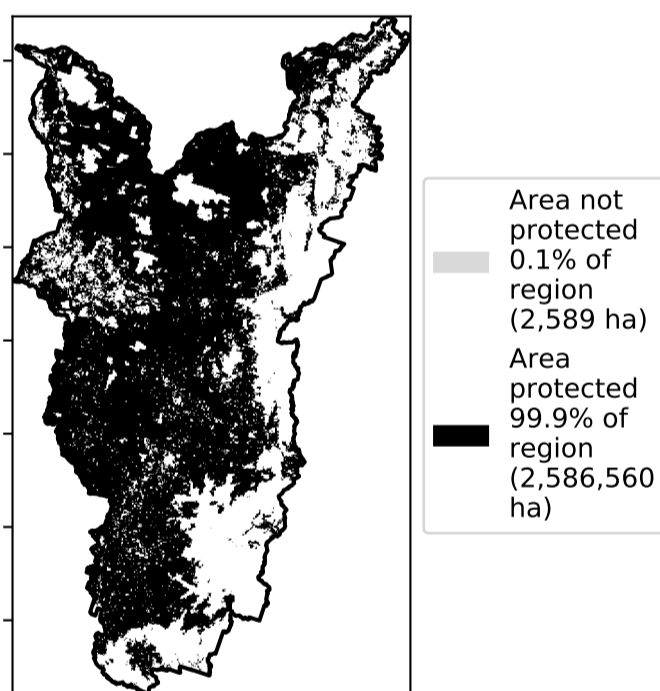 Area not
protected
0.1% of
region
(2,589 ha)
Area
protected
99.9% of
region
(2,586,560
ha)